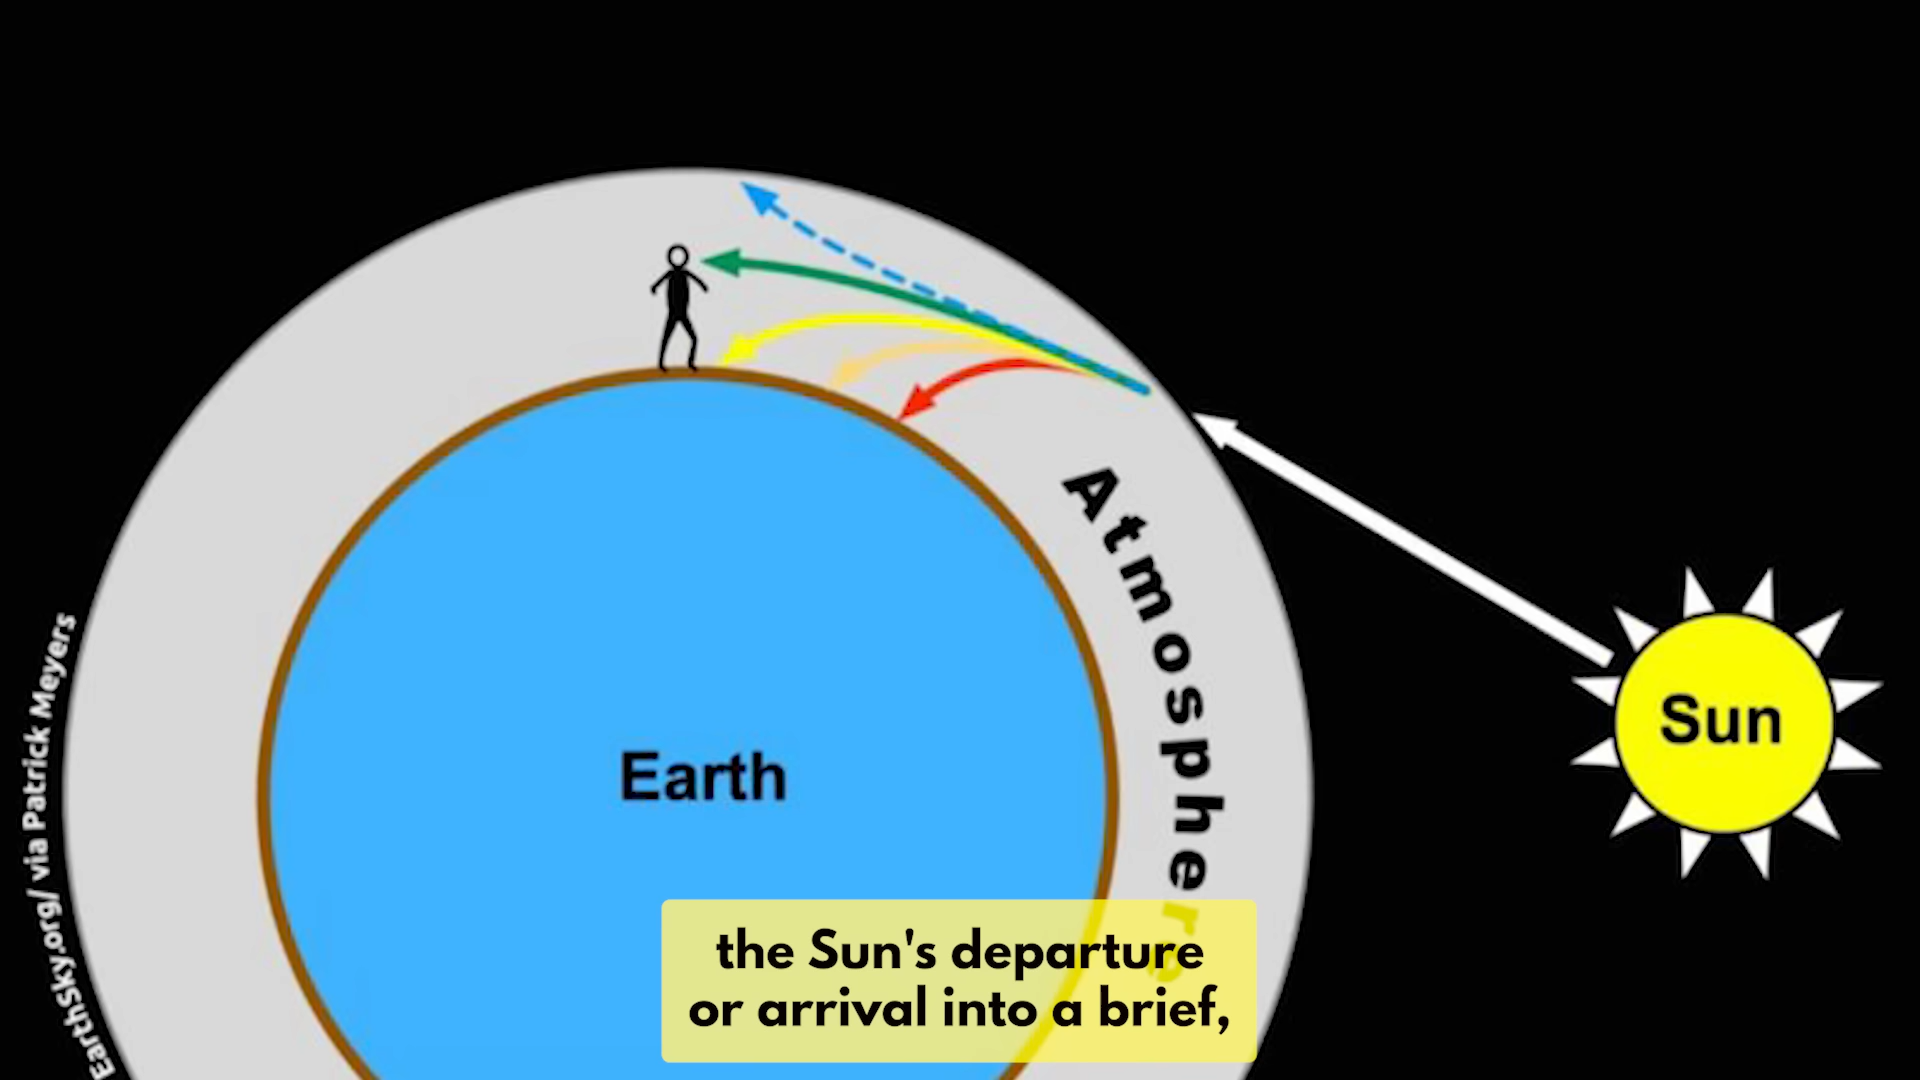 Atmosphere
Sun
Earth
Earthsky.org/ via Patrick Meyers
the Sun's departure
or arrival into a brief,